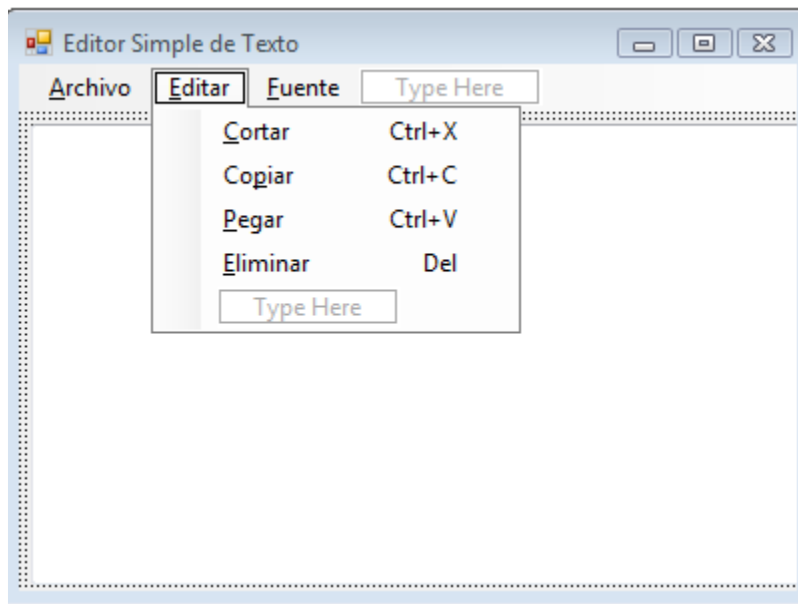 Editor Simple de Texto
Archivo Editar Fuente Type Here
Cortar Ctrl+X
Copiar Ctrl+C
Pegar Ctrl+V
Eliminar Del
Type Here